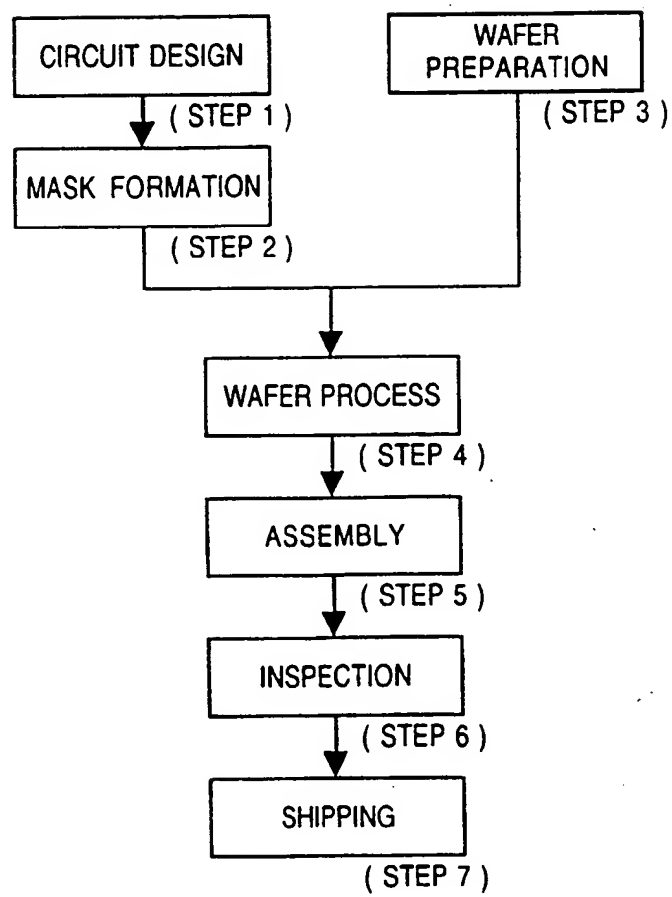 CIRCUIT DESIGN
( STEP 1 )
WAFER
PREPARATION
( STEP 3 )
MASK FORMATION
( STEP 2 )
WAFER PROCESS
( STEP 4 )
ASSEMBLY
( STEP 5 )
INSPECTION
( STEP 6 )
SHIPPING
( STEP 7 )